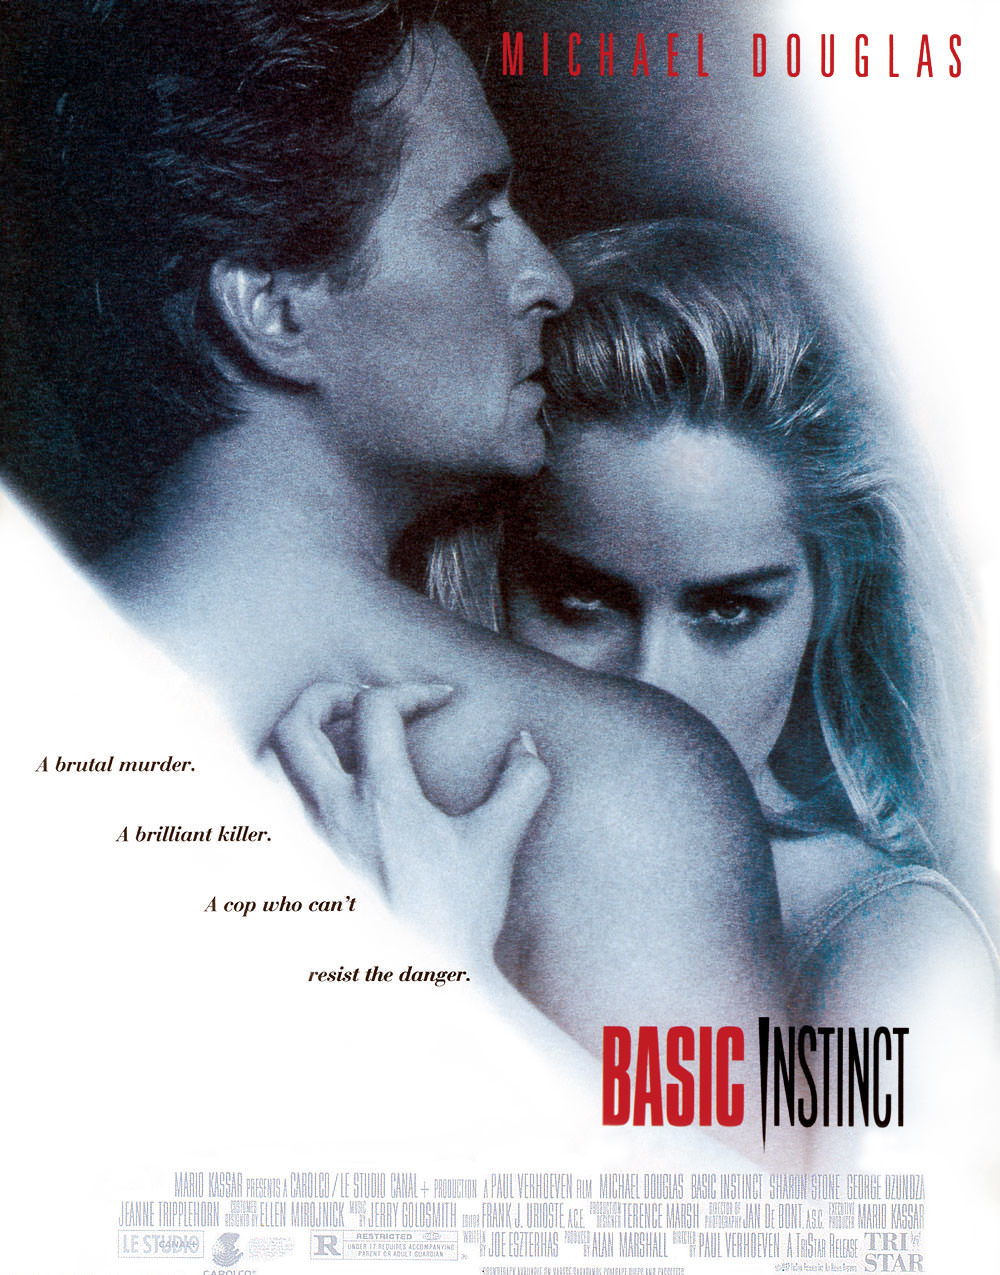 MICHAEL DOUGLAS
A brutal murder.
A brilliant killer.
A cop who can't
resist the danger.
BASIC INSTINCT
MARIO KASSAR PRESENTS A CAROLCO/LE STUDIO CANAL+ PRODUCTION A PAUL VERHOEVEN FILM MICHAEL DOUGLAS BASIC INSTINCT SHARON STONE GEORGE DZUNDZA
JEANNE TRIPPLEHORN COSTUMES DESIGNED BY ELLEN MIROJNICK MUSIC BY JERRY GOLDSMITH EDITOR FRANK J. URIOSTE A.C.E. PRODUCTION DESIGNER TERENCE MARSH DIRECTOR OF PHOTOGRAPHY JAN DE BONT, A.S.C. EXECUTIVE PRODUCER MARIO KASSAR
WRITTEN BY JOE ESZTERHAS PRODUCED BY ALAN MARSHALL DIRECTED BY PAUL VERHOEVEN A TRISTAR RELEASE
LE STUDIO CANAL+
CAROLCO
R RESTRICTED
UNDER 17 REQUIRES ACCOMPANYING
PARENT OR ADULT GUARDIAN
TRI
STAR